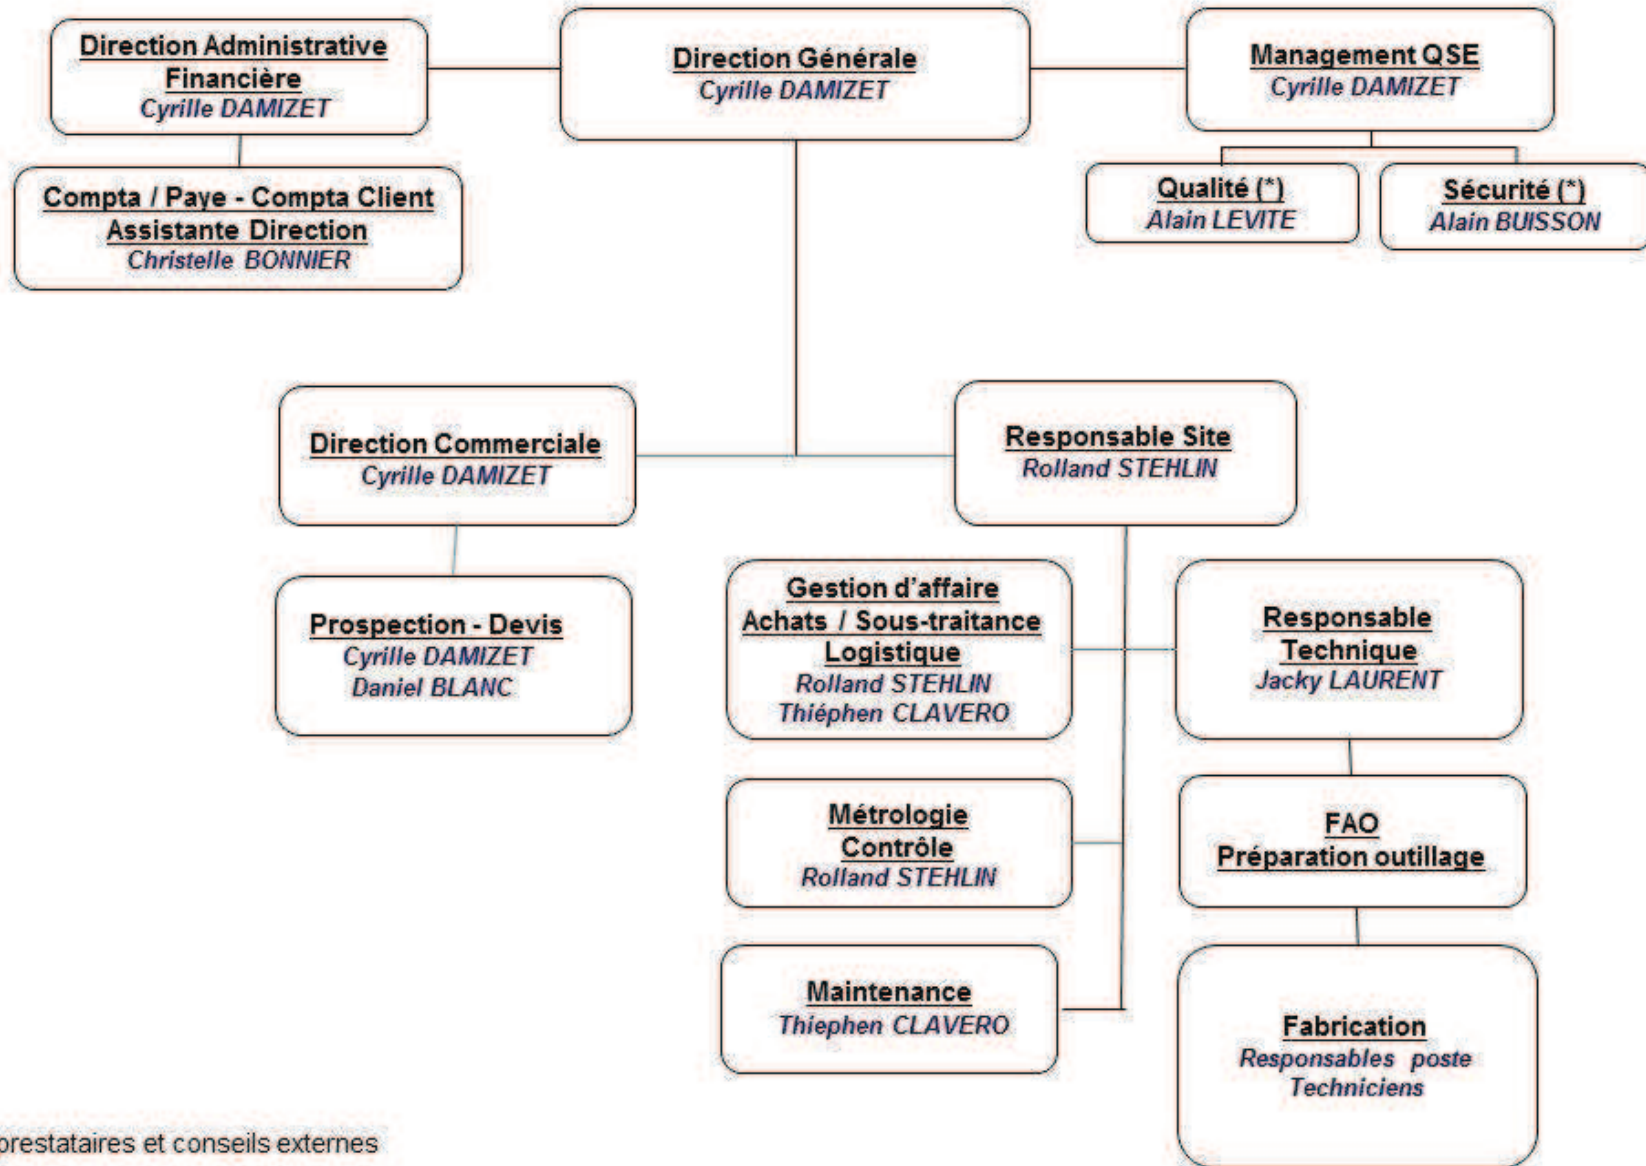 Direction Administrative
Financière
Cyrille DAMIZET
Direction Générale
Cyrille DAMIZET
Management QSE
Cyrille DAMIZET
Compta / Paye - Compta Client
Assistante Direction
Christelle BONNIER
Qualité (*)
Alain LEVITE
Sécurité (*)
Alain BUISSON
Direction Commerciale
Cyrille DAMIZET
Responsable Site
Rolland STEHLIN
Prospection - Devis
Cyrille DAMIZET
Daniel BLANC
Gestion d'affaire
Achats / Sous-traitance
Logistique
Rolland STEHLIN
Thiéphen CLAVERO
Responsable
Technique
Jacky LAURENT
Métrologie
Contrôle
Rolland STEHLIN
FAO
Préparation outillage
Maintenance
Thiephen CLAVERO
Fabrication
Responsables poste
Techniciens
prestataires et conseils externes